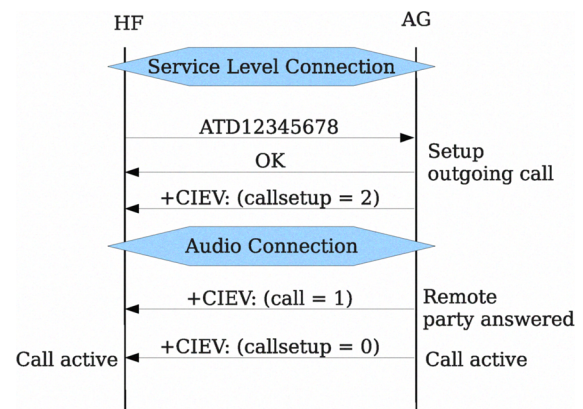 HF
AG
Service Level Connection
ATD12345678
OK
Setup
outgoing call
+CIEV: (callsetup = 2)
Audio Connection
+CIEV: (call = 1)
Remote
party answered
+CIEV: (callsetup = 0)
Call active
Call active